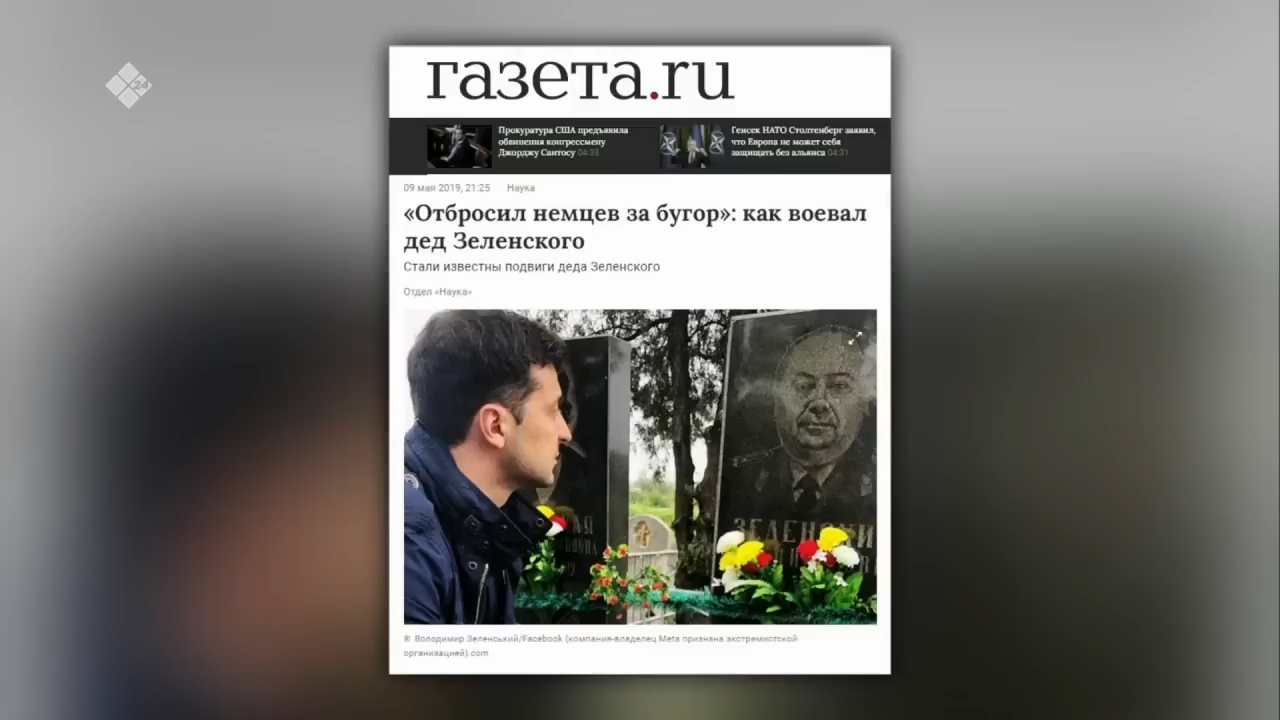 24
газета.ru
Прокуратура США предъявила
обвинения конгрессмену
Джорджу Сантосу 04:33
Генсек НАТО Столтенберг заявил,
что Европа не может себя
защищать без альянса 04:31
09 мая 2019, 21:25 Наука
«Отбросил немцев за бугор»: как воевал
дед Зеленского
Стали известны подвиги деда Зеленского
Отдел «Наука»
ЗЕЛЕНСКИ
© Володимир Зеленський/Facebook (компания-владелец Meta признана экстремистской
организацией).com